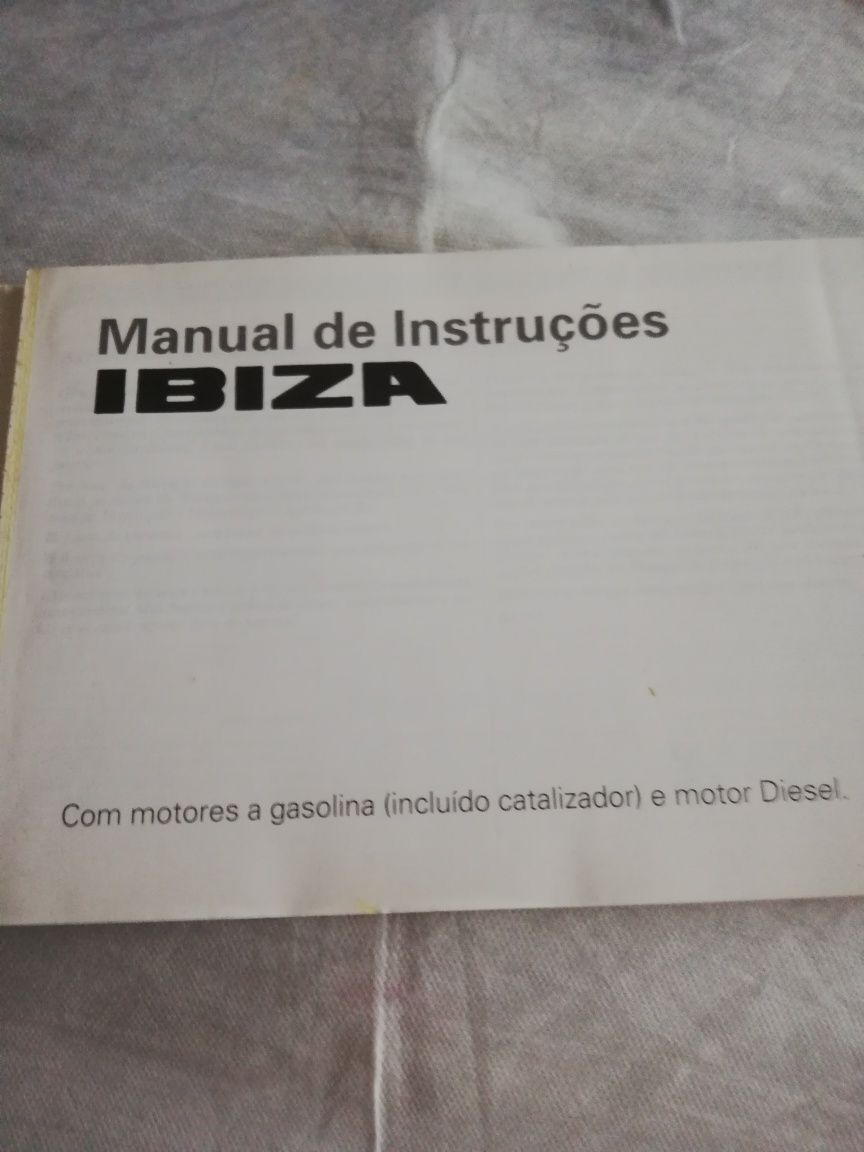 Manual de Instruções
IBIZA
Com motores a gasolina (incluído catalizador) e motor Diesel.